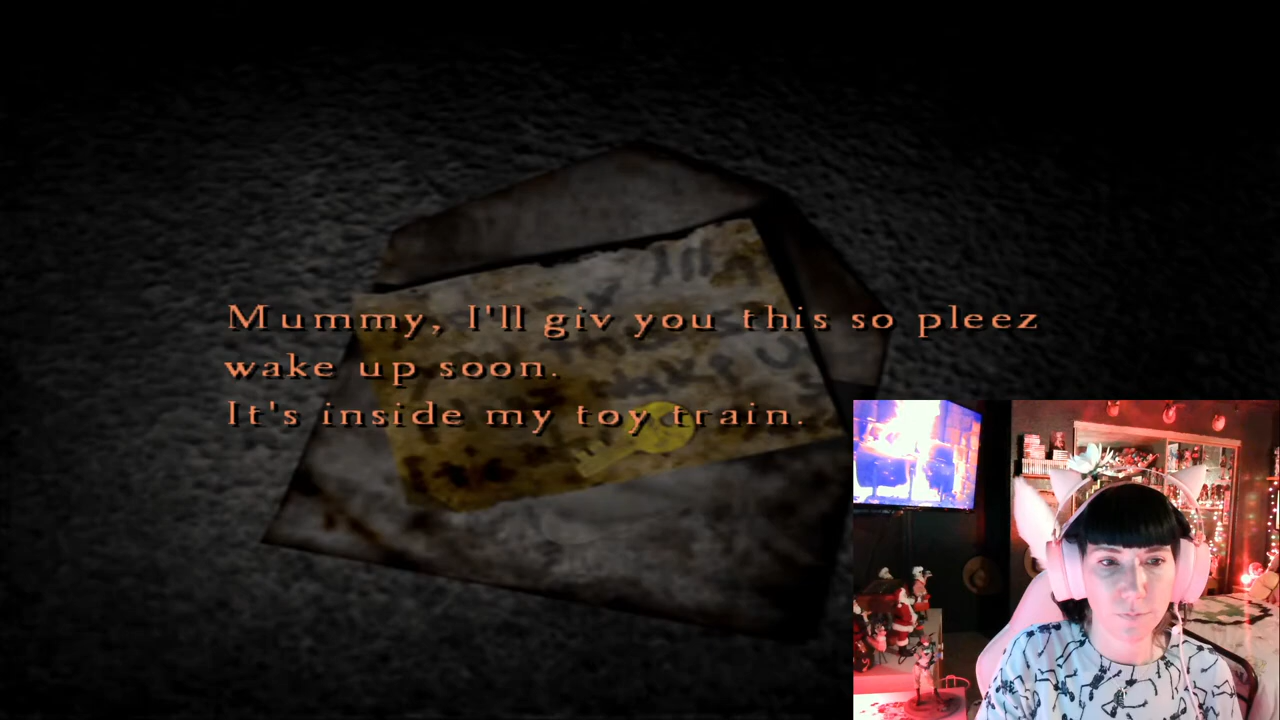 Mummy, I'll giv you this so pleez
wake up soon.
It's inside my toy train.